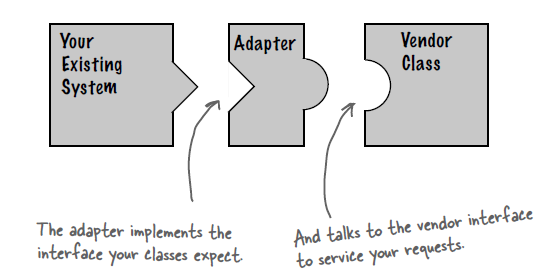 Your
Existing
System
Adapter
Vendor
Class
The adapter implements the
interface your classes expect.
And talks to the vendor interface
to service your requests.